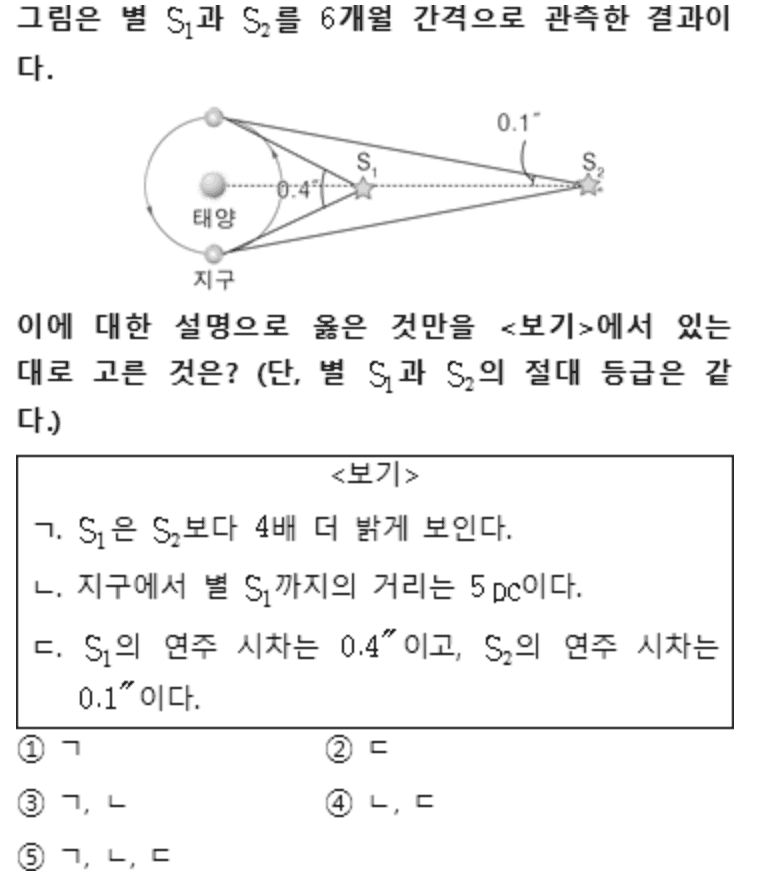 그림은 별 S₁과 S₂를 6개월 간격으로 관측한 결과이
다.
0.1″
S₁
S₂
0.4″
태양
지구
이에 대한 설명으로 옳은 것만을 <보기>에서 있는
대로 고른 것은? (단, 별 S₁과 S₂의 절대 등급은 같
다.)
<보기>
ㄱ. S₁은 S₂보다 4배 더 밝게 보인다.
ㄴ. 지구에서 별 S₁까지의 거리는 5pc이다.
ㄷ. S₁의 연주 시차는 0.4″이고, S₂의 연주 시차는
0.1″이다.
① ㄱ ② ㄷ
③ ㄱ, ㄴ ④ ㄴ, ㄷ
⑤ ㄱ, ㄴ, ㄷ